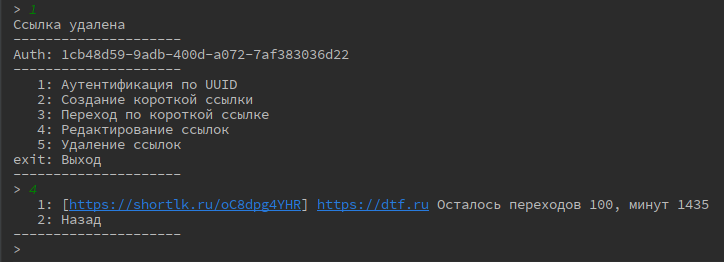 > 1
Ссылка удалена
---------------------
Auth: 1cb48d59-9adb-400d-a072-7af383036d22
---------------------
1: Аутентификация по UUID
2: Создание короткой ссылки
3: Переход по короткой ссылке
4: Редактирование ссылок
5: Удаление ссылок
exit: Выход
---------------------
> 4
1: [https://shortlk.ru/oC8dpg4YHR] https://dtf.ru Осталось переходов 100, минут 1435
2: Назад
---------------------
>